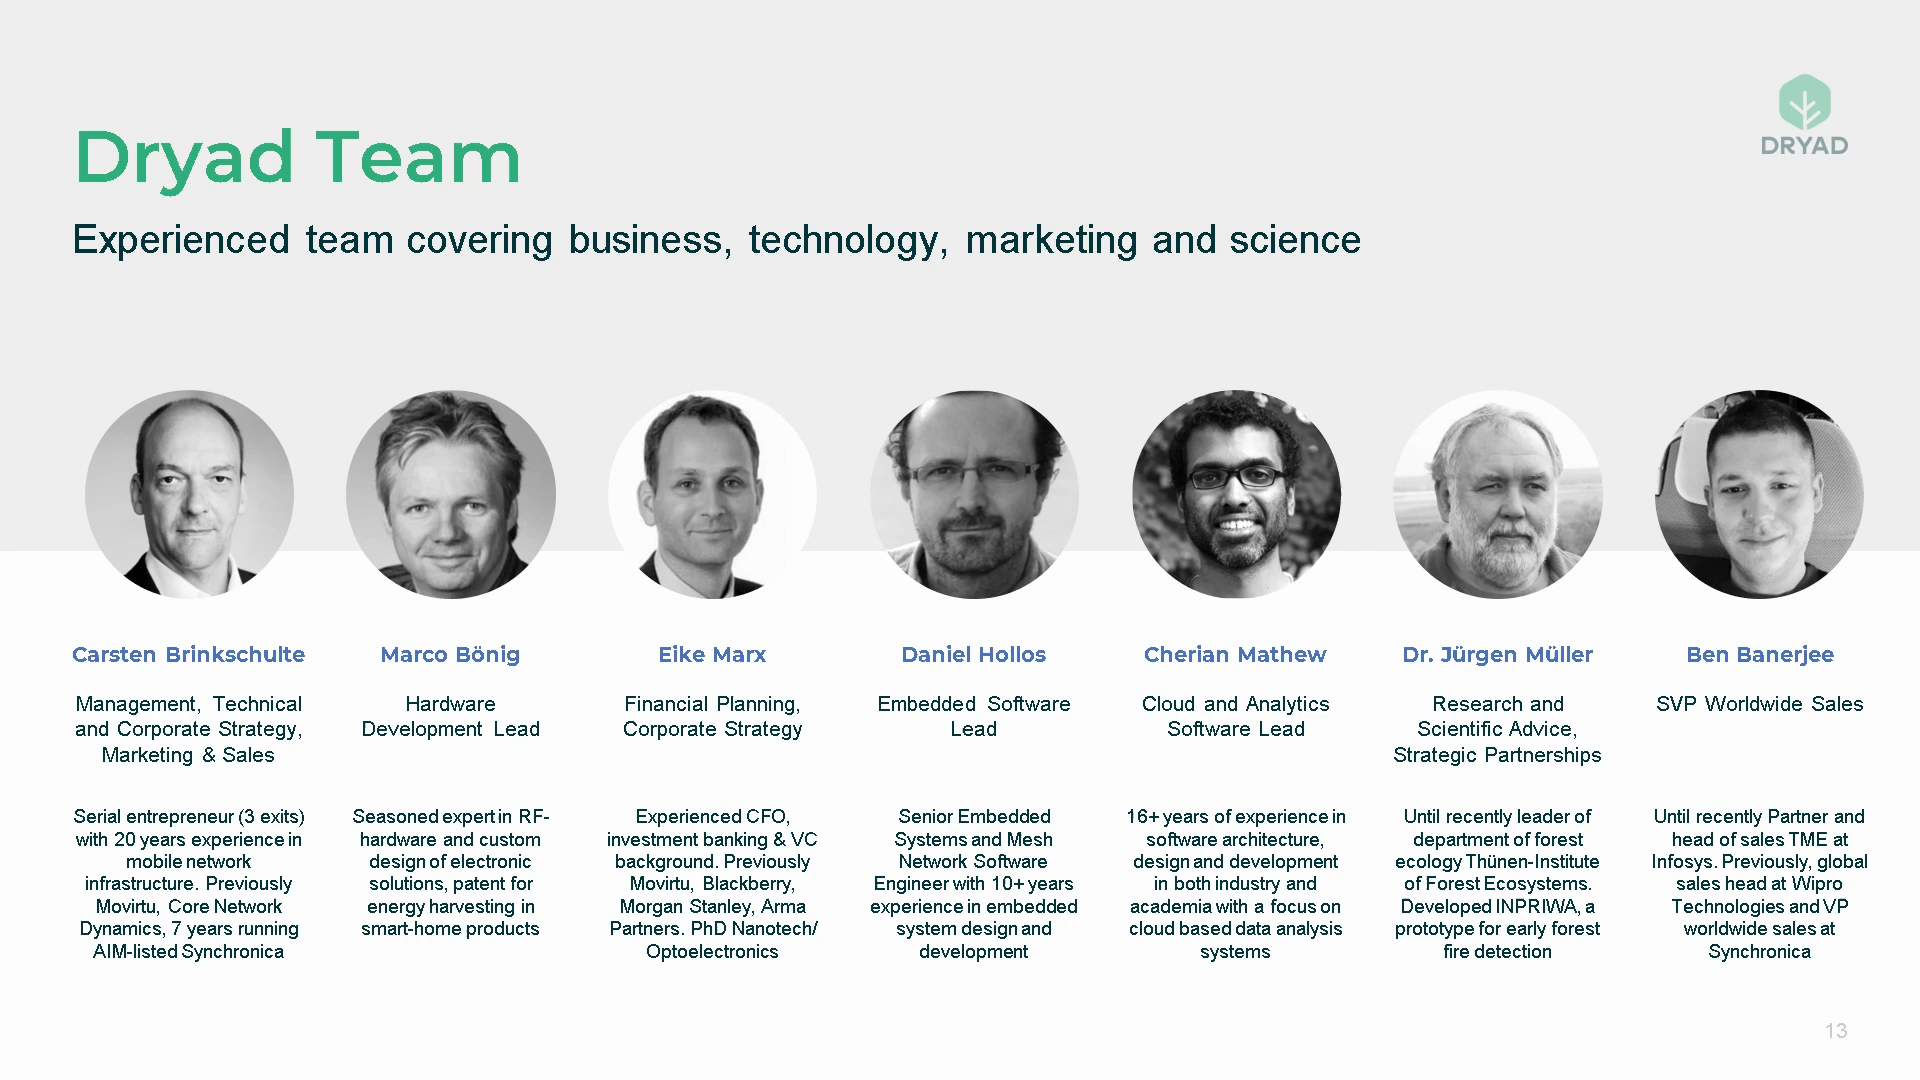 DRYAD
Dryad Team
Experienced team covering business, technology, marketing and science
Carsten Brinkschulte
Management, Technical
and Corporate Strategy,
Marketing & Sales
Serial entrepreneur (3 exits)
with 20 years experience in
mobile network
infrastructure. Previously
Movirtu, Core Network
Dynamics, 7 years running
AIM-listed Synchronica
Marco Bönig
Hardware
Development Lead
Seasoned expert in RF-
hardware and custom
design of electronic
solutions, patent for
energy harvesting in
smart-home products
Eike Marx
Financial Planning,
Corporate Strategy
Experienced CFO,
investment banking & VC
background. Previously
Movirtu, Blackberry,
Morgan Stanley, Arma
Partners. PhD Nanotech/
Optoelectronics
Daniel Hollos
Embedded Software
Lead
Senior Embedded
Systems and Mesh
Network Software
Engineer with 10+ years
experience in embedded
system design and
development
Cherian Mathew
Cloud and Analytics
Software Lead
16+ years of experience in
software architecture,
design and development
in both industry and
academia with a focus on
cloud based data analysis
systems
Dr. Jürgen Müller
Research and
Scientific Advice,
Strategic Partnerships
Until recently leader of
department of forest
ecology Thünen-Institute
of Forest Ecosystems.
Developed INPRIWA, a
prototype for early forest
fire detection
Ben Banerjee
SVP Worldwide Sales
Until recently Partner and
head of sales TME at
Infosys. Previously, global
sales head at Wipro
Technologies and VP
worldwide sales at
Synchronica
13